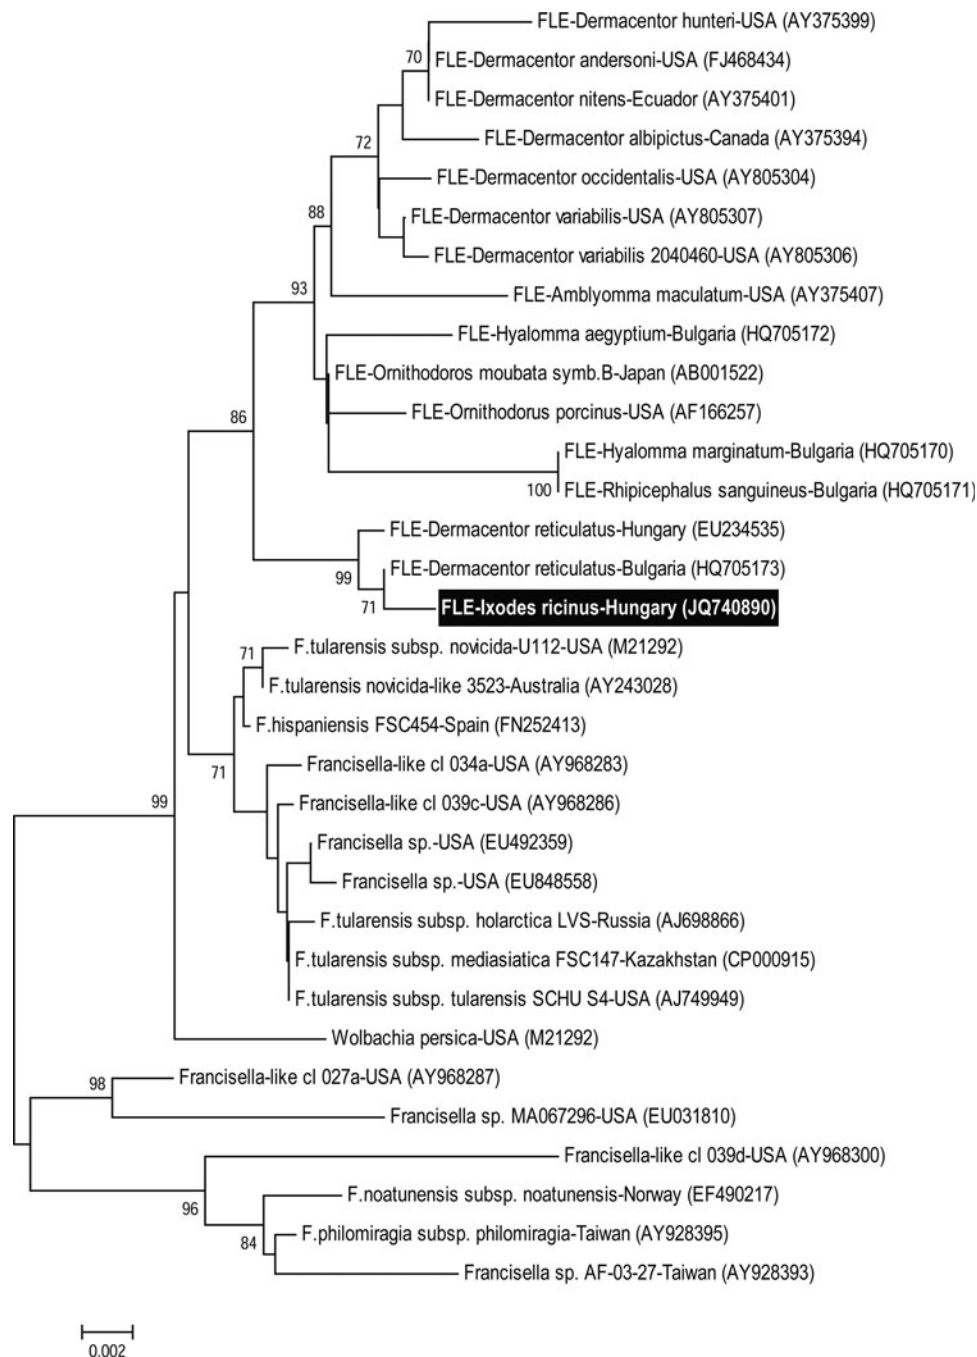 FLE-Dermacentor hunteri-USA (AY375399)
70
FLE-Dermacentor andersoni-USA (FJ468434)
FLE-Dermacentor nitens-Ecuador (AY375401)
FLE-Dermacentor albipictus-Canada (AY375394)
72
FLE-Dermacentor occidentalis-USA (AY805304)
FLE-Dermacentor variabilis-USA (AY805307)
88
FLE-Dermacentor variabilis 2040460-USA (AY805306)
93
FLE-Amblyomma maculatum-USA (AY375407)
FLE-Hyalomma aegyptium-Bulgaria (HQ705172)
FLE-Ornithodoros moubata symb.B-Japan (AB001522)
86
FLE-Ornithodorus porcinus-USA (AF166257)
FLE-Hyalomma marginatum-Bulgaria (HQ705170)
100
FLE-Rhipicephalus sanguineus-Bulgaria (HQ705171)
FLE-Dermacentor reticulatus-Hungary (EU234535)
99
FLE-Dermacentor reticulatus-Bulgaria (HQ705173)
71
FLE-Ixodes ricinus-Hungary (JQ740890)
71
F.tularensis subsp. novicida-U112-USA (M21292)
F.tularensis novicida-like 3523-Australia (AY243028)
F.hispaniensis FSC454-Spain (FN252413)
71
Francisella-like cl 034a-USA (AY968283)
99
Francisella-like cl 039c-USA (AY968286)
Francisella sp.-USA (EU492359)
Francisella sp.-USA (EU848558)
F.tularensis subsp. holarctica LVS-Russia (AJ698866)
F.tularensis subsp. mediasiatica FSC147-Kazakhstan (CP000915)
F.tularensis subsp. tularensis SCHU S4-USA (AJ749949)
Wolbachia persica-USA (M21292)
98
Francisella-like cl 027a-USA (AY968287)
Francisella sp. MA067296-USA (EU031810)
Francisella-like cl 039d-USA (AY968300)
96
F.noatunensis subsp. noatunensis-Norway (EF490217)
84
F.philomiragia subsp. philomiragia-Taiwan (AY928395)
Francisella sp. AF-03-27-Taiwan (AY928393)
0.002